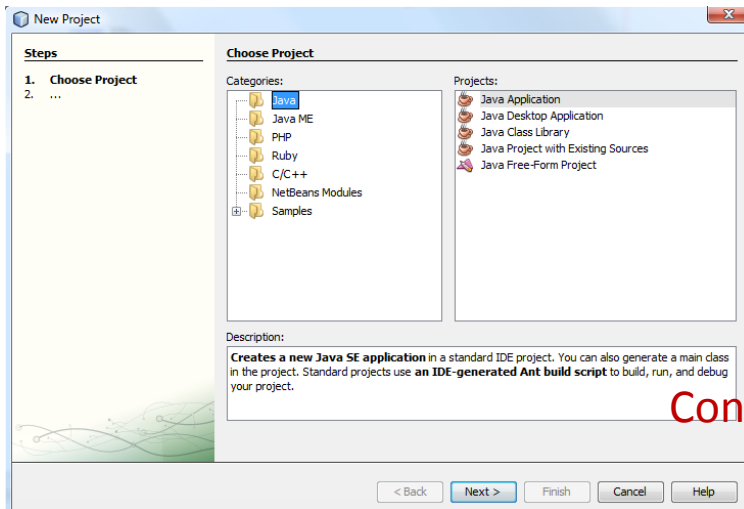 New Project
Steps
1. Choose Project
2. ...
Choose Project
Categories:
Java
Java ME
PHP
Ruby
C/C++
NetBeans Modules
Samples
Projects:
Java Application
Java Desktop Application
Java Class Library
Java Project with Existing Sources
Java Free-Form Project
Description:
Creates a new Java SE application in a standard IDE project. You can also generate a main class
in the project. Standard projects use an IDE-generated Ant build script to build, run, and debug
your project.
Con
< Back Next > Finish Cancel Help